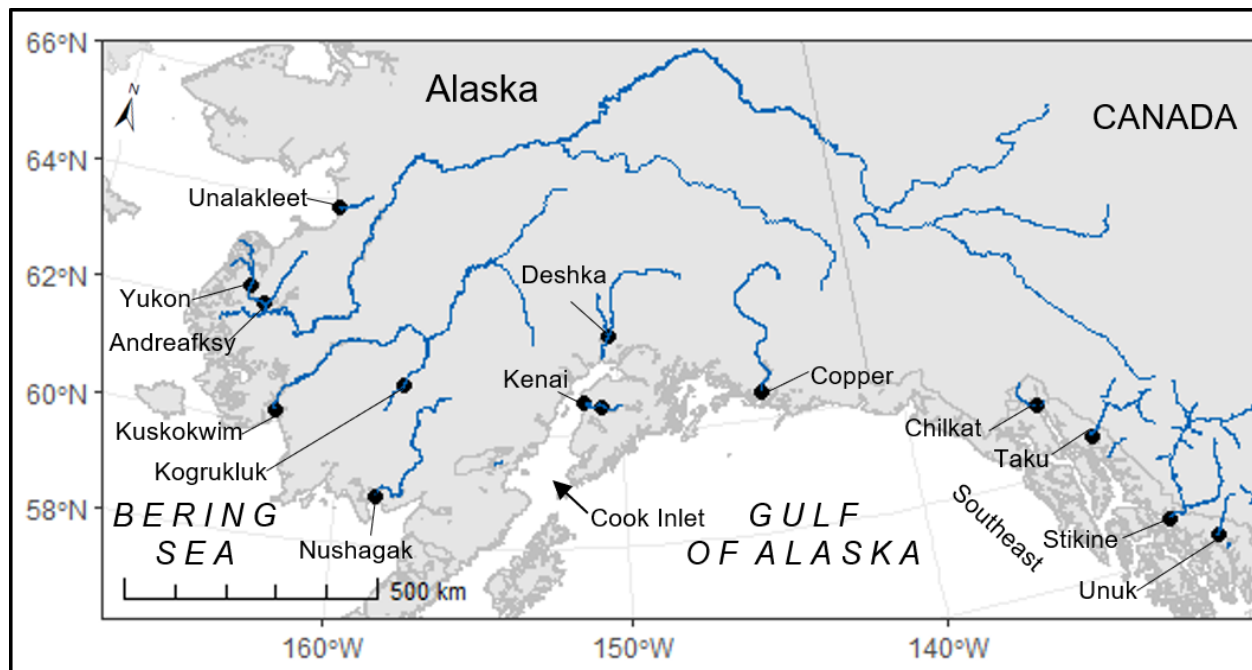 66°N
64°N
62°N
60°N
58°N
N
Alaska
CANADA
Unalakleet
Yukon
Andreafksy
Deshka
Kenai
Copper
Kuskokwim
Kogrukluk
Chilkat
Taku
Nushagak
Cook Inlet
Southeast
Stikine
Unuk
BERING
SEA
GULF
OF ALASKA
500 km
160°W
150°W
140°W